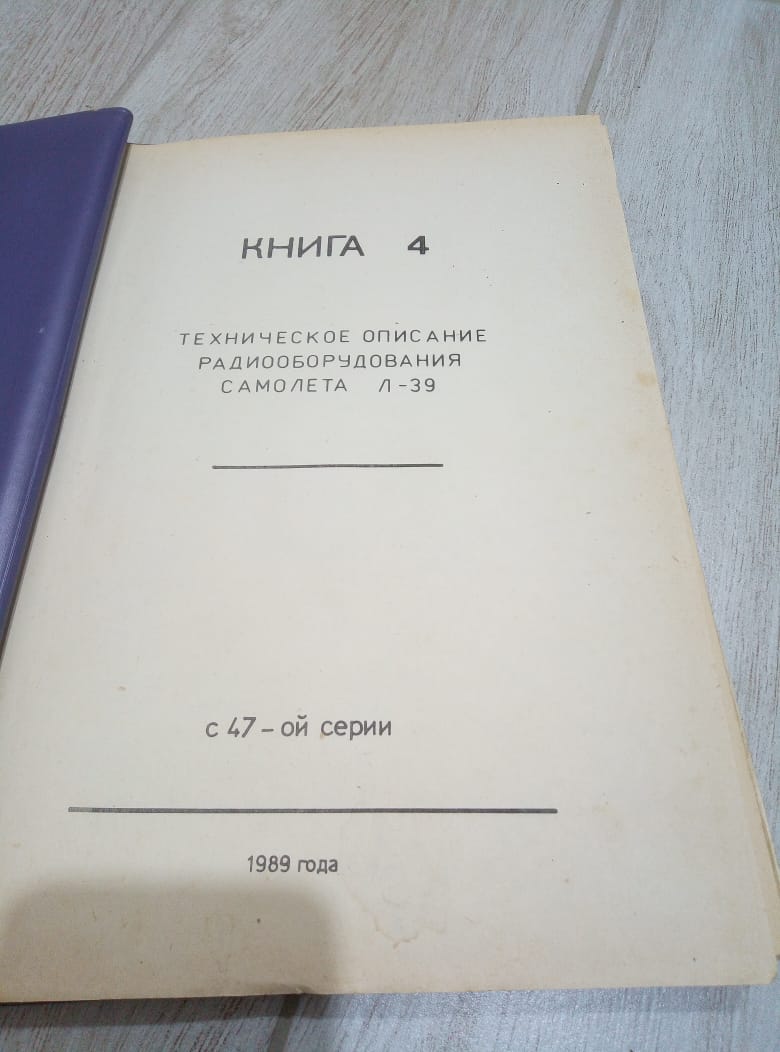 КНИГА 4
ТЕХНИЧЕСКОЕ ОПИСАНИЕ
РАДИООБОРУДОВАНИЯ
САМОЛЕТА Л-39
с 47-ой серии
1989 года